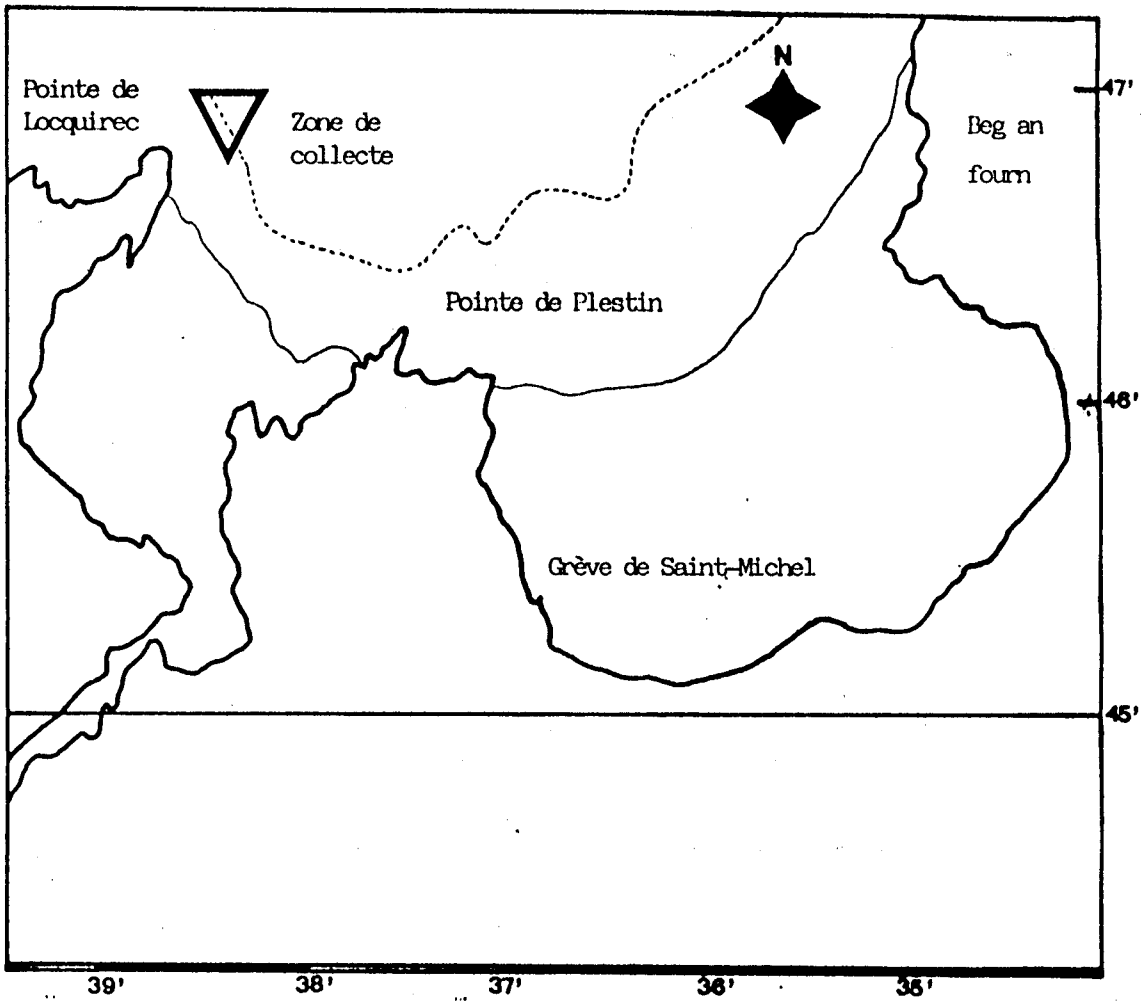 N
47'
Pointe de
Locquirec
Zone de
collecte
Beg an
fourn
Pointe de Plestin
46'
Grève de Saint-Michel
45'
39'
38'
37'
36'
35'